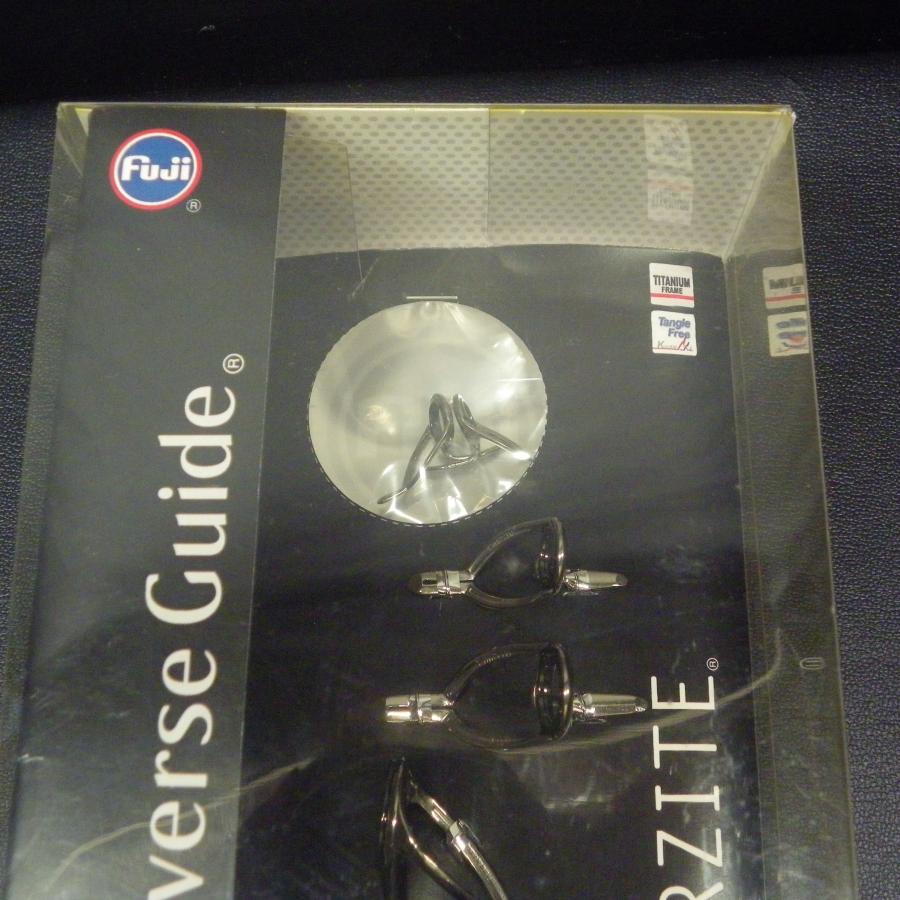 Fuji
®
verse Guide®
TITANIUM
FRAME
Tangle
Free
RZITE®